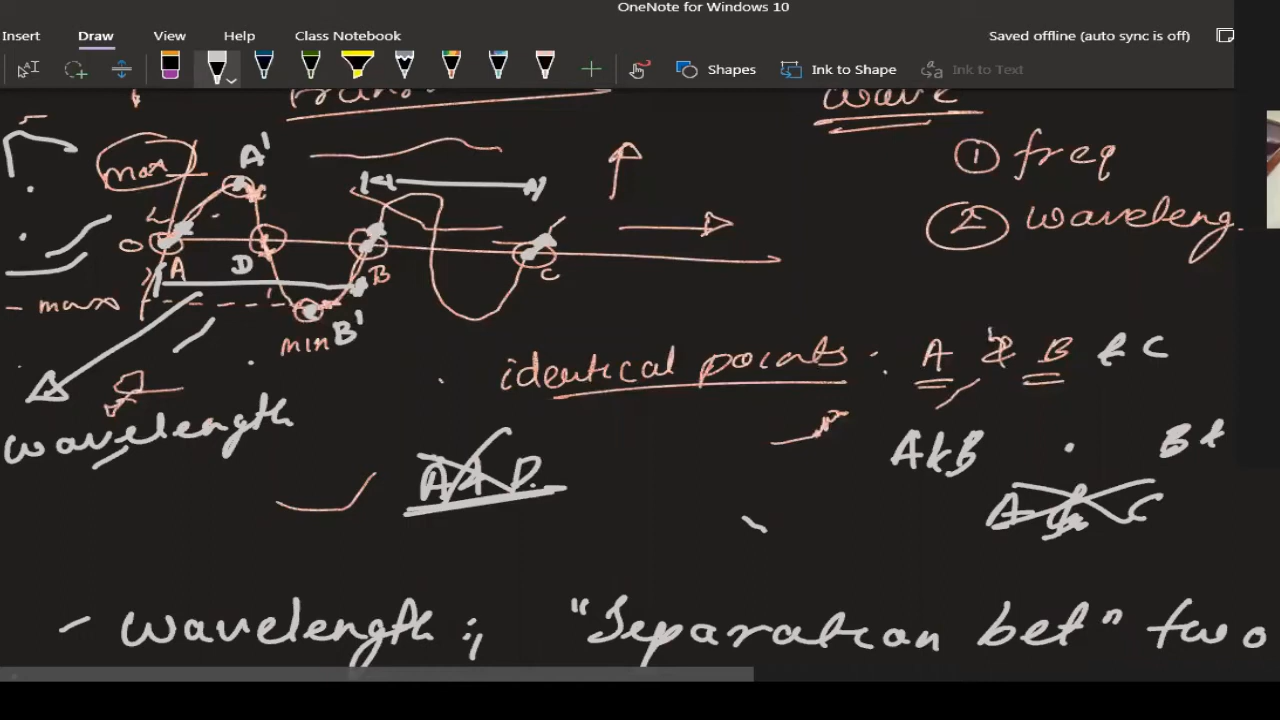 OneNote for Windows 10
Insert Draw View Help Class Notebook Saved offline (auto sync is off)
Shapes Ink to Shape Ink to Text
wave
① freq
② waveleng
max
A'
O
A
D
B
C
- max
min B'
identical points : A & B & C
wavelength
A & D
A & B
B &
A & C
- wavelength : "Separation bet" two